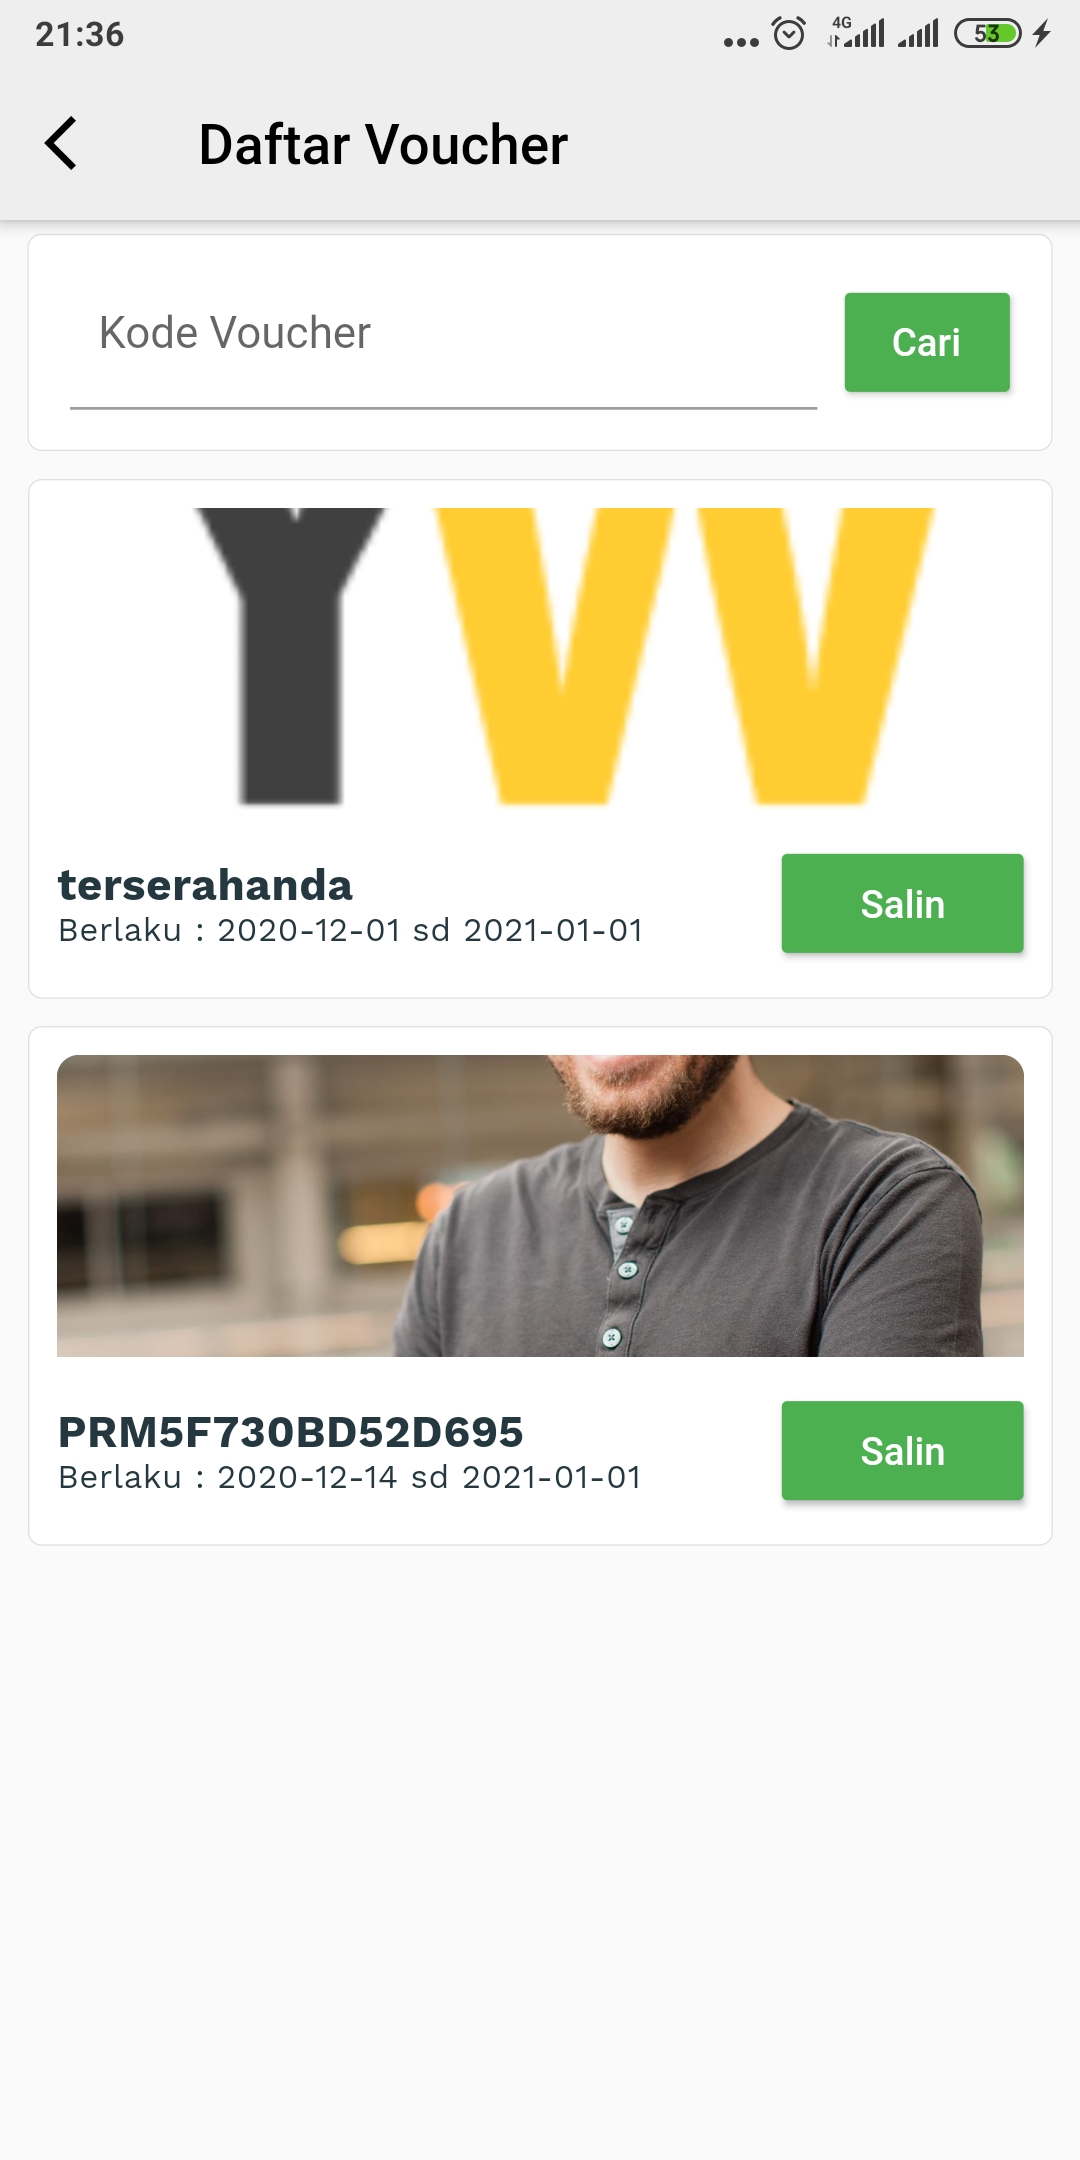 21:36
4G
53
Daftar Voucher
Kode Voucher
Cari
YW
terserahanda
Berlaku : 2020-12-01 sd 2021-01-01
Salin
PRM5F730BD52D695
Berlaku : 2020-12-14 sd 2021-01-01
Salin